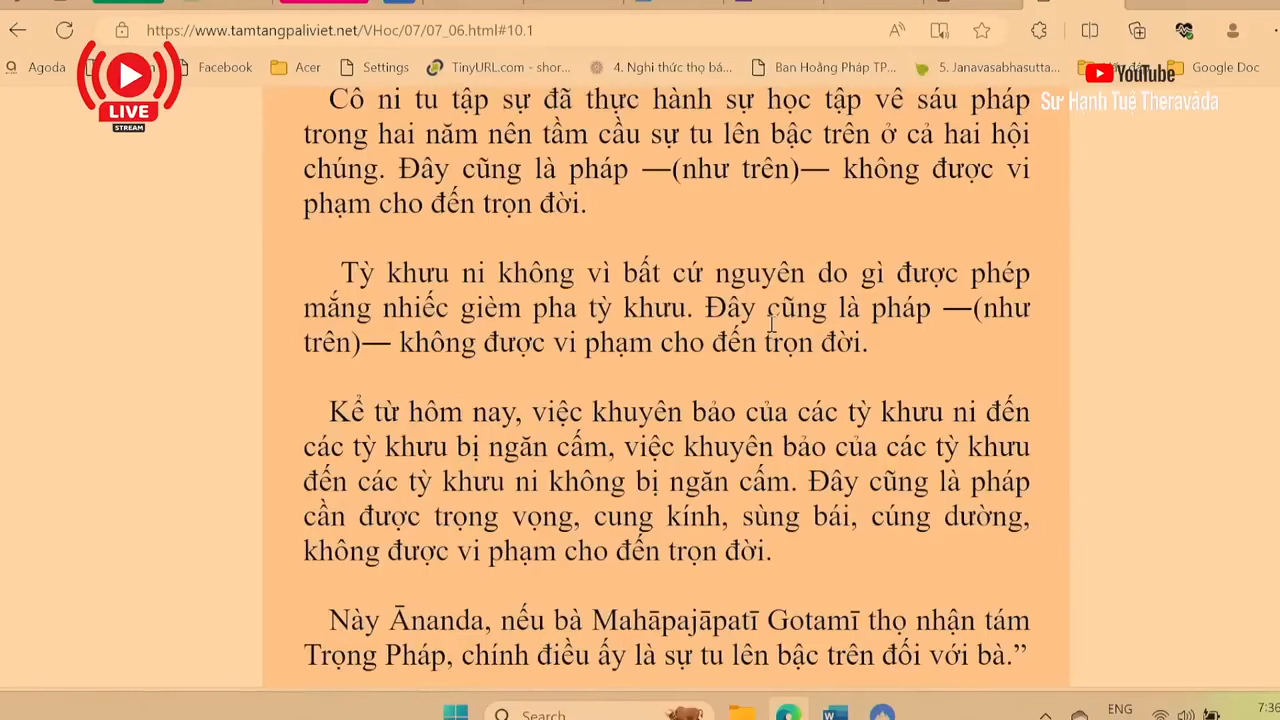 https://www.tamtangpaliviet.net/VHoc/07/07_06.html#10.1
Agoda
Facebook
Acer
Settings
TinyURL.com - shor...
4. Nghi thức thọ bá...
Ban Hoằng Pháp TP...
5. Janavasabhasutta...
Google Doc
LIVE
STREAM
YouTube
Sư Hạnh Tuệ Theravāda
Cô ni tu tập sự đã thực hành sự học tập về sáu pháp
trong hai năm nên tầm cầu sự tu lên bậc trên ở cả hai hội
chúng. Đây cũng là pháp —(như trên)— không được vi
phạm cho đến trọn đời.
Tỳ khưu ni không vì bất cứ nguyên do gì được phép
mắng nhiếc gièm pha tỳ khưu. Đây cũng là pháp —(như
trên)— không được vi phạm cho đến trọn đời.
Kể từ hôm nay, việc khuyên bảo của các tỳ khưu ni đến
các tỳ khưu bị ngăn cấm, việc khuyên bảo của các tỳ khưu
đến các tỳ khưu ni không bị ngăn cấm. Đây cũng là pháp
cần được trọng vọng, cung kính, sùng bái, cúng dường,
không được vi phạm cho đến trọn đời.
Này Ānanda, nếu bà Mahāpajāpatī Gotamī thọ nhận tám
Trọng Pháp, chính điều ấy là sự tu lên bậc trên đối với bà.”
Search
ENG
7:36